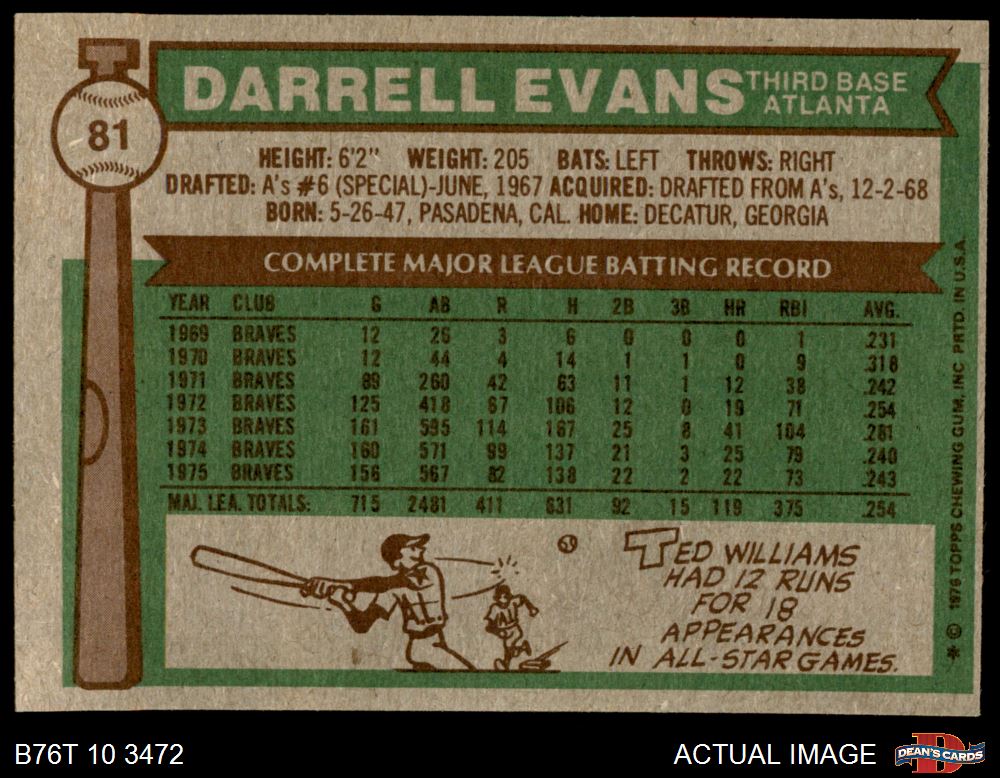 81
DARRELL EVANS THIRD BASE
ATLANTA
HEIGHT: 6'2" WEIGHT: 205 BATS: LEFT THROWS: RIGHT
DRAFTED: A's #6 (SPECIAL)-JUNE, 1967 ACQUIRED: DRAFTED FROM A's, 12-2-68
BORN: 5-26-47, PASADENA, CAL. HOME: DECATUR, GEORGIA
COMPLETE MAJOR LEAGUE BATTING RECORD
YEAR CLUB G AB R H 2B 3B HR RBI AVG.
1969 BRAVES 12 26 3 6 0 0 0 1 .231
1970 BRAVES 12 44 4 14 1 1 0 9 .318
1971 BRAVES 89 260 42 63 11 1 12 38 .242
1972 BRAVES 125 418 67 106 12 0 19 71 .254
1973 BRAVES 161 595 114 167 25 8 41 104 .281
1974 BRAVES 160 571 99 137 21 3 25 79 .240
1975 BRAVES 156 567 82 138 22 2 22 73 .243
MAJ. LEA. TOTALS: 715 2481 411 631 92 15 119 375 .254
TED WILLIAMS
HAD 12 RUNS
FOR 18
APPEARANCES
IN ALL-STAR GAMES.
* © 1976 TOPPS CHEWING GUM, INC PRTD. IN U.S.A.
B76T 10 3472 ACTUAL IMAGE DEAN'S CARDS